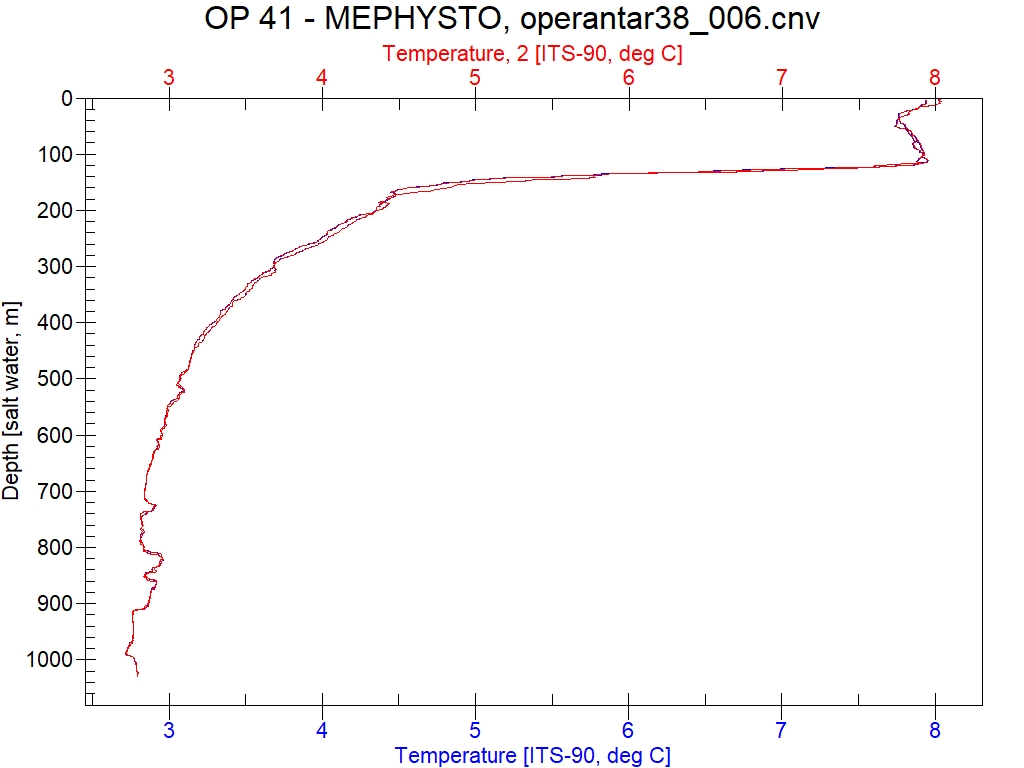 OP 41 - MEPHYSTO, operantar38_006.cnv
Temperature, 2 [ITS-90, deg C]
3 4 5 6 7 8
0
100
200
300
400
500
600
700
800
900
1000
Depth [salt water, m]
3 4 5 6 7 8
Temperature [ITS-90, deg C]